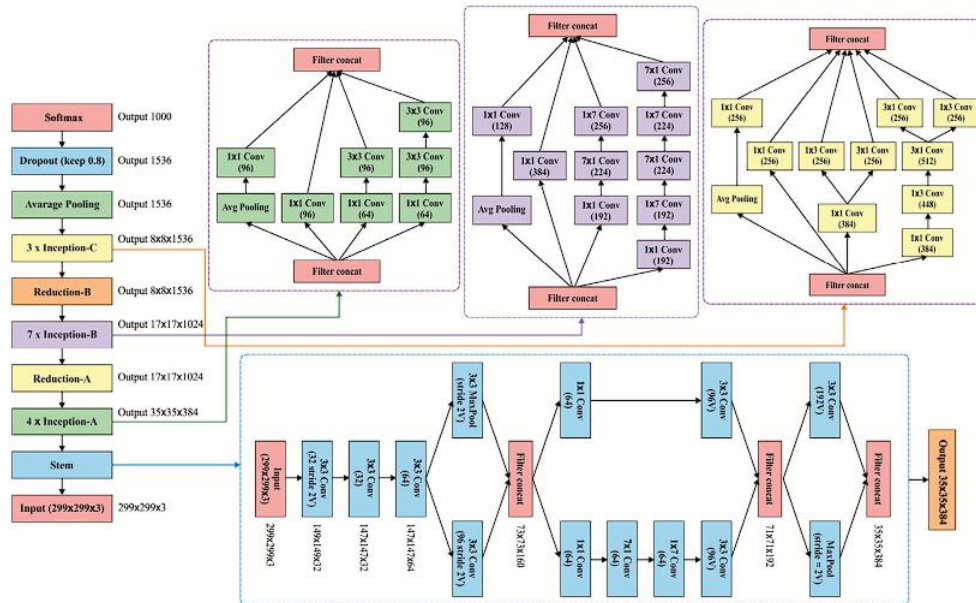 Softmax
Output 1000
Dropout (keep 0.8)
Output 1536
Avarage Pooling
Output 1536
3 x Inception-C
Output 8x8x1536
Reduction-B
Output 8x8x1536
7 x Inception-B
Output 17x17x1024
Reduction-A
Output 17x17x1024
4 x Inception-A
Output 35x35x384
Stem
Input (299x299x3)
299x299x3
Filter concat
3x3 Conv
(96)
1x1 Conv
(96)
3x3 Conv
(96)
3x3 Conv
(96)
Avg Pooling
1x1 Conv
(96)
1x1 Conv
(64)
1x1 Conv
(64)
Filter concat
Filter concat
7x1 Conv
(256)
1x1 Conv
(128)
1x7 Conv
(256)
1x7 Conv
(224)
1x1 Conv
(384)
7x1 Conv
(224)
7x1 Conv
(224)
Avg Pooling
1x1 Conv
(192)
1x7 Conv
(192)
1x1 Conv
(192)
Filter concat
Filter concat
1x1 Conv
(256)
3x1 Conv
(256)
1x3 Conv
(256)
1x1 Conv
(256)
1x3 Conv
(256)
3x1 Conv
(256)
3x1 Conv
(512)
Avg Pooling
1x3 Conv
(448)
1x1 Conv
(384)
1x1 Conv
(384)
Filter concat
Input
(299x299x3)
299x299x3
3x3 Conv
(32 stride 2V)
149x149x32
3x3 Conv
(32)
147x147x32
3x3 Conv
(64)
147x147x64
3x3 MaxPool
(stride 2V)
3x3 Conv
(96 stride 2V)
Filter concat
73x73x160
1x1 Conv
(64)
3x3 Conv
(96V)
1x1 Conv
(64)
7x1 Conv
(64)
1x7 Conv
(64)
3x3 Conv
(96V)
Filter concat
71x71x192
3x3 Conv
(192V)
MaxPool
(stride = 2V)
Filter concat
35x35x384
Output 35x35x384